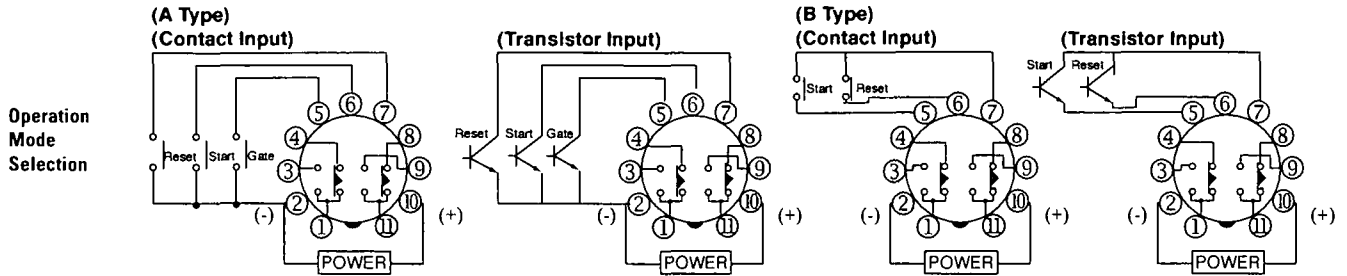 (A Type)
(Contact Input)
(Transistor Input)
(B Type)
(Contact Input)
(Transistor Input)
Operation
Mode
Selection
Reset
Start
Gate
⑤
⑥
⑦
④
⑧
③
⑨
②
⑩
①
⑪
(-)
(+)
POWER
Reset
Start
Gate
⑤
⑥
⑦
④
⑧
③
⑨
②
⑩
①
⑪
(-)
(+)
POWER
Start
Reset
⑤
⑥
⑦
④
⑧
③
⑨
②
⑩
①
⑪
(-)
(+)
POWER
Start
Reset
⑤
⑥
⑦
④
⑧
③
⑨
②
⑩
①
⑪
(-)
(+)
POWER